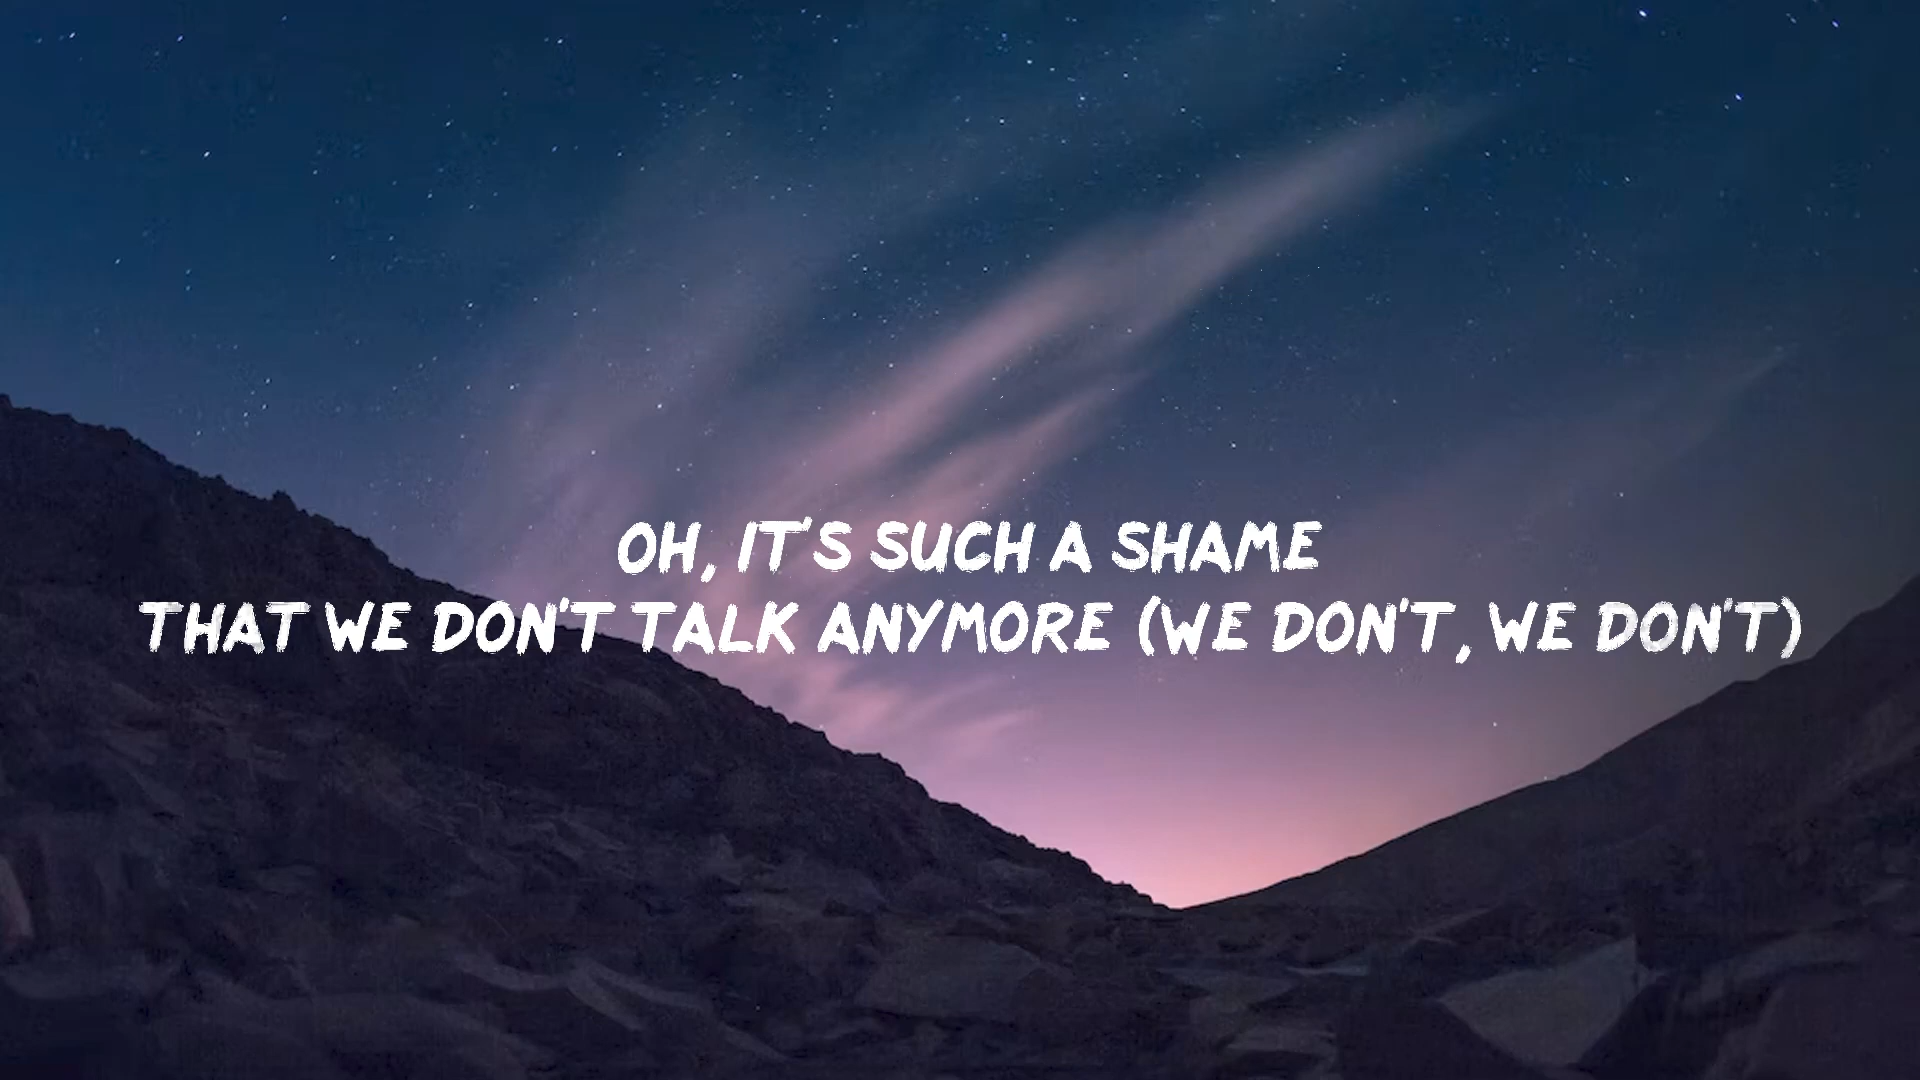 OH, IT'S SUCH A SHAME
THAT WE DON'T TALK ANYMORE (WE DON'T, WE DON'T)